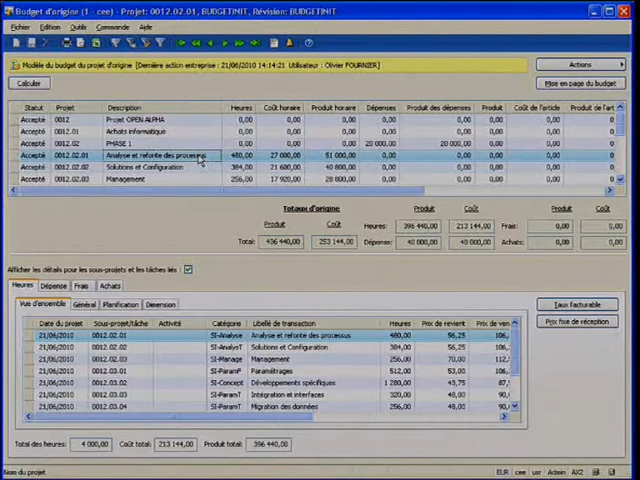 Budget d'origine (1 - cee) - Projet: 0012.02.01, BUDGETINIT, Révision: BUDGETINIT
Fichier Edition Outils Commande Aide
Modèle du budget du projet d'origine [Dernière action entreprise : 21/06/2010 14:14:21 Utilisateur : Olivier FOURNIER]
Actions
Calculer
Mise en page du budget
Statut Projet Description Heures Coût horaire Produit horaire Dépenses Produit des dépenses Produit Coût de l'article Produit de l'art
Accepté 0012 Projet OPEN ALPHA 0,00 0,00 0,00 0,00 0,00 0,00 0,00 0
Accepté 0012.01 Achats informatique 0,00 0,00 0,00 0,00 0,00 0,00 0,00 0
Accepté 0012.02 PHASE 1 0,00 0,00 0,00 20 000,00 20 000,00 0,00 0,00 0
Accepté 0012.02.01 Analyse et refonte des processus 480,00 27 000,00 51 000,00 0,00 0,00 0,00 0,00 0
Accepté 0012.02.02 Solutions et Configuration 384,00 21 600,00 40 800,00 0,00 0,00 0,00 0,00 0
Accepté 0012.02.03 Management 256,00 17 920,00 28 800,00 0,00 0,00 0,00 0,00 0
Totaux d'origine
Produit Coût
Total: 436 440,00 253 144,00
Produit Coût
Heures: 396 440,00 213 144,00 Frais: 0,00 0,00
Dépense: 40 000,00 40 000,00 Achats: 0,00 0,00
Afficher les détails pour les sous-projets et les tâches liés :
Heures Dépense Frais Achats
Vue d'ensemble Général Planification Dimension
Taux facturable
Prix fixe de réception
Date du projet Sous-projet/tâche Activité Catégorie Libellé de transaction Heures Prix de revient Prix de ven
21/06/2010 0012.02.01 SI-Analyse Analyse et refonte des processus 480,00 56,25 106,
21/06/2010 0012.02.02 SI-AnalysT Solutions et Configuration 384,00 56,25 106,
21/06/2010 0012.02.03 SI-Manage Management 256,00 70,00 112,
21/06/2010 0012.03.01 SI-ParamF Paramétrages 512,00 53,00 90,
21/06/2010 0012.03.02 SI-Concept Développements spécifiques 1 280,00 43,75 87,
21/06/2010 0012.03.03 SI-ParamT Intégration et interfaces 320,00 48,00 90,
21/06/2010 0012.03.04 SI-ParamT Migration des données 256,00 48,00 90,
Total des heures: 4 000,00 Coût total: 213 144,00 Produit total: 396 440,00
Nom du projet
EUR cee usr Admin AX2